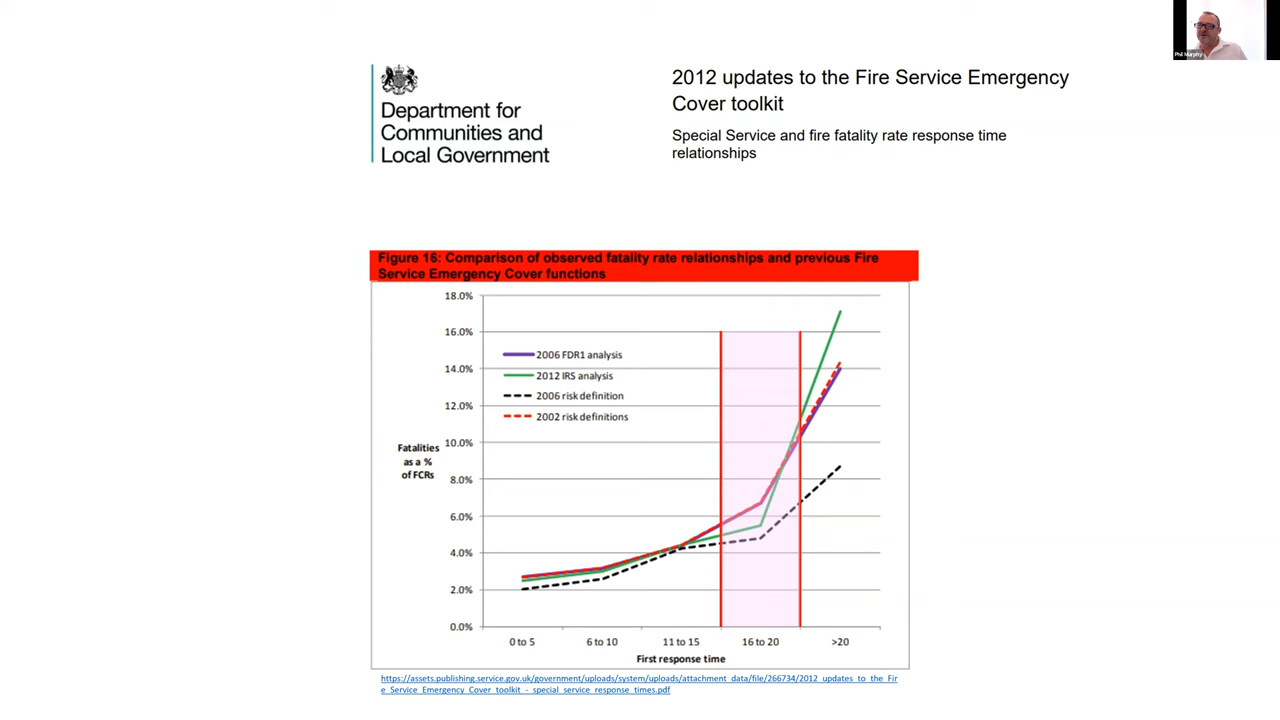 Phil Murphy
Department for
Communities and
Local Government
2012 updates to the Fire Service Emergency
Cover toolkit
Special Service and fire fatality rate response time
relationships
Figure 16: Comparison of observed fatality rate relationships and previous Fire
Service Emergency Cover functions
18.0%
16.0%
14.0%
12.0%
10.0%
8.0%
6.0%
4.0%
2.0%
0.0%
2006 FDR1 analysis
2012 IRS analysis
2006 risk definition
2002 risk definitions
Fatalities
as a %
of FCRs
0 to 5 6 to 10 11 to 15 16 to 20 >20
First response time
https://assets.publishing.service.gov.uk/government/uploads/system/uploads/attachment_data/file/266734/2012_updates_to_the_Fir
e_Service_Emergency_Cover_toolkit_-_special_service_response_times.pdf